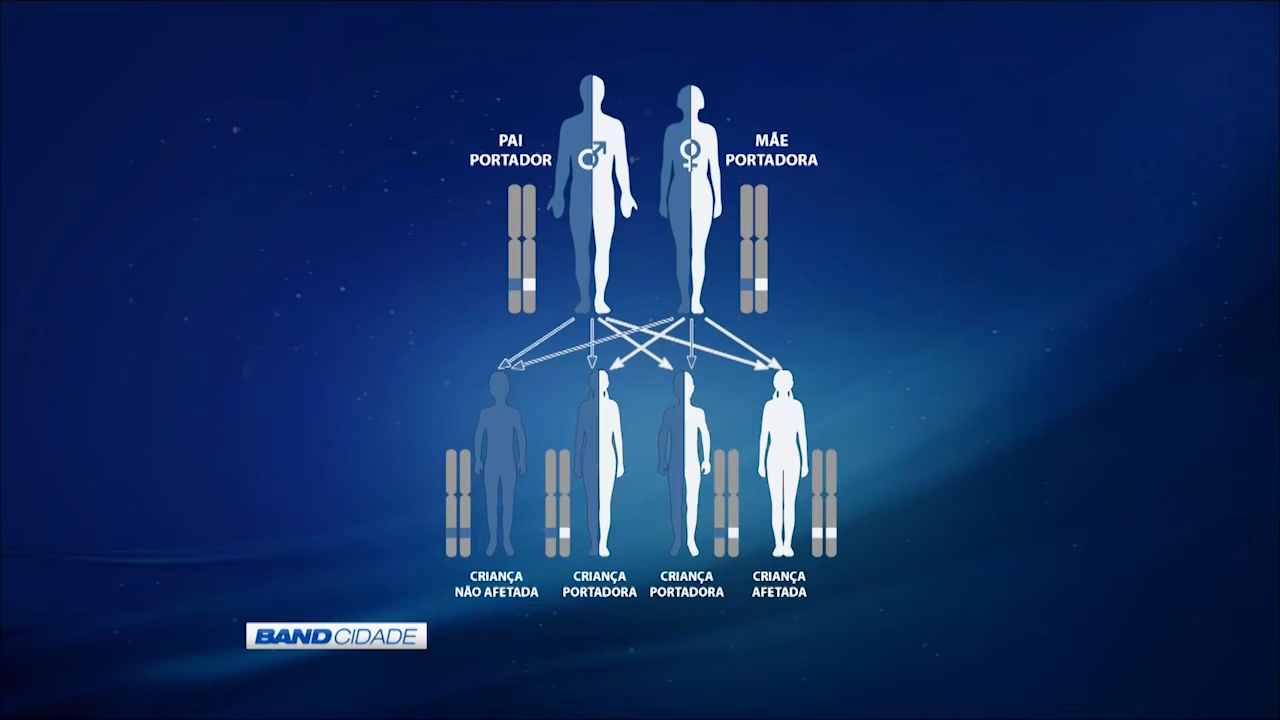 PAI
PORTADOR
MÃE
PORTADORA
CRIANÇA
NÃO AFETADA
CRIANÇA
PORTADORA
CRIANÇA
PORTADORA
CRIANÇA
AFETADA
BAND CIDADE